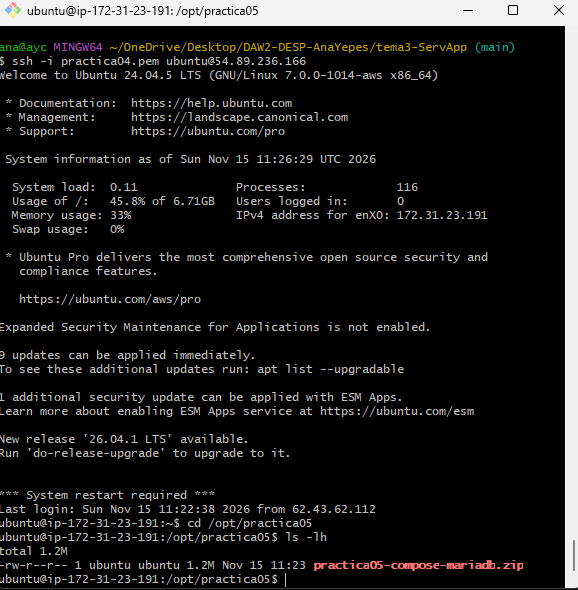 ubuntu@ip-172-31-23-191: /opt/practica05
ana@ayc MINGW64 ~/OneDrive/Desktop/DAW2-DESP-AnaYepes/tema3-ServApp (main)
$ ssh -i practica04.pem ubuntu@54.89.236.166
Welcome to Ubuntu 24.04.5 LTS (GNU/Linux 7.0.0-1014-aws x86_64)

 * Documentation:  https://help.ubuntu.com
 * Management:     https://landscape.canonical.com
 * Support:        https://ubuntu.com/pro

 System information as of Sun Nov 15 11:26:29 UTC 2026

  System load:  0.11               Processes:             116
  Usage of /:   45.8% of 6.71GB   Users logged in:       0
  Memory usage: 33%                IPv4 address for enX0: 172.31.23.191
  Swap usage:   0%

 * Ubuntu Pro delivers the most comprehensive open source security and
   compliance features.

   https://ubuntu.com/aws/pro

Expanded Security Maintenance for Applications is not enabled.

9 updates can be applied immediately.
To see these additional updates run: apt list --upgradable

1 additional security update can be applied with ESM Apps.
Learn more about enabling ESM Apps service at https://ubuntu.com/esm

New release '26.04.1 LTS' available.
Run 'do-release-upgrade' to upgrade to it.

*** System restart required ***
Last login: Sun Nov 15 11:22:38 2026 from 62.43.62.112
ubuntu@ip-172-31-23-191:~$ cd /opt/practica05
ubuntu@ip-172-31-23-191:/opt/practica05$ ls -lh
total 1.2M
-rw-r--r-- 1 ubuntu ubuntu 1.2M Nov 15 11:23 practica05-compose-mariadb.zip
ubuntu@ip-172-31-23-191:/opt/practica05$